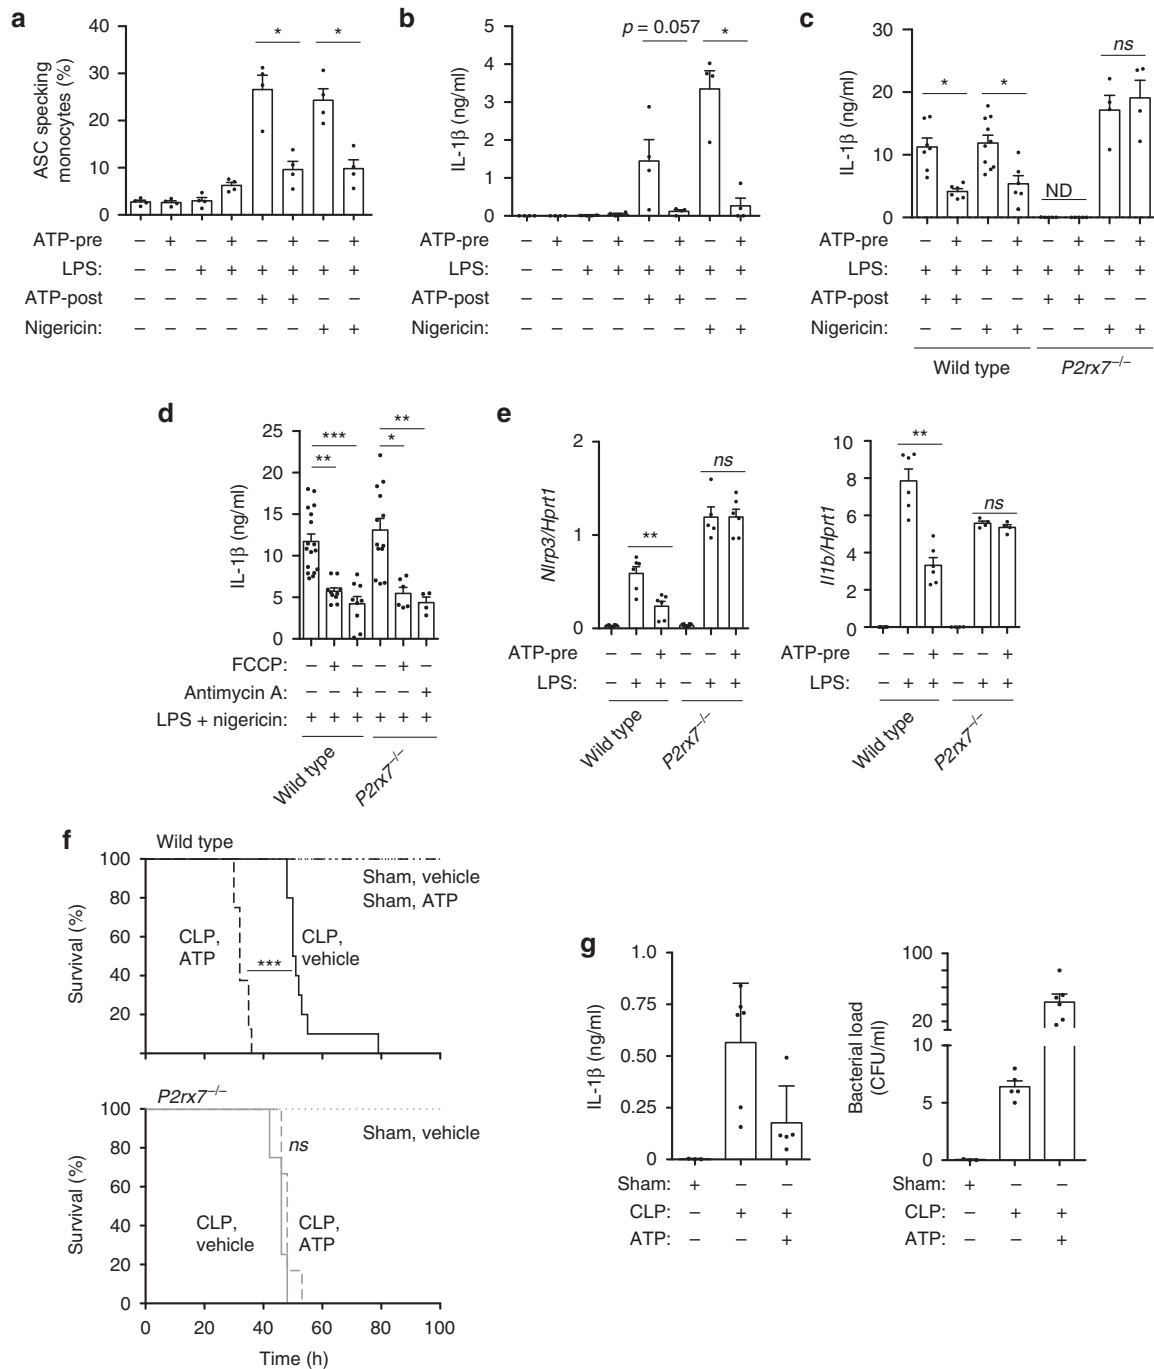 a
ASC specking
monocytes (%)
40
30
20
10
0
* *
ATP-pre – + – + – + – +
LPS: – – + + + + + +
ATP-post – – – – + + – –
Nigericin: – – – – – – + +
b
IL-1β (ng/ml)
5
4
3
2
1
0
p = 0.057 *
ATP-pre – + – + – + – +
LPS: – – + + + + + +
ATP-post – – – – + + – –
Nigericin: – – – – – – + +
c
IL-1β (ng/ml)
30
20
10
0
* * ND ns
ATP-pre – + – + – + – +
LPS: + + + + + + + +
ATP-post + + – – + + – –
Nigericin: – – + + – – + +
Wild type P2rx7–/–
d
IL-1β (ng/ml)
25
20
15
10
5
0
*** **
** *
FCCP: – + – – + –
Antimycin A: – – + – – +
LPS + nigericin: + + + + + +
Wild type P2rx7–/–
e
Nlrp3/Hprt1
2
1
0
** ns
ATP-pre – – + – – +
LPS: – + + – + +
Wild type P2rx7–/–
Il1b/Hprt1
10
8
6
4
2
0
** ns
ATP-pre – – + – – +
LPS: – + + – + +
Wild type P2rx7–/–
f
Wild type
Survival (%)
100
80
60
40
20
Sham, vehicle
Sham, ATP
CLP,
ATP
CLP,
vehicle
***
P2rx7–/–
Survival (%)
100
80
60
40
20
0
Sham, vehicle
ns
CLP,
vehicle
CLP,
ATP
0 20 40 60 80 100
Time (h)
g
IL-1β (ng/ml)
1.0
0.75
0.50
0.25
0
Sham: + – –
CLP: – + +
ATP: – – +
Bacterial load
(CFU/ml)
100
20
10
5
0
Sham: + – –
CLP: – + +
ATP: – – +